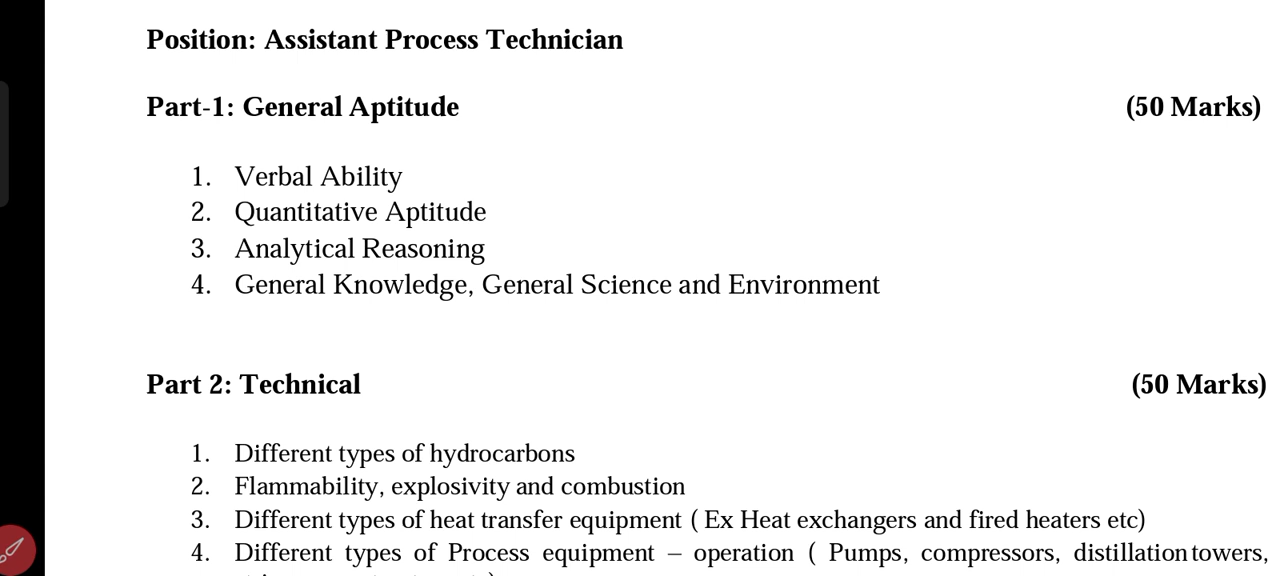 Position: Assistant Process Technician
Part-1: General Aptitude (50 Marks)
1. Verbal Ability
2. Quantitative Aptitude
3. Analytical Reasoning
4. General Knowledge, General Science and Environment
Part 2: Technical (50 Marks)
1. Different types of hydrocarbons
2. Flammability, explosivity and combustion
3. Different types of heat transfer equipment ( Ex Heat exchangers and fired heaters etc)
4. Different types of Process equipment – operation ( Pumps, compressors, distillation towers,